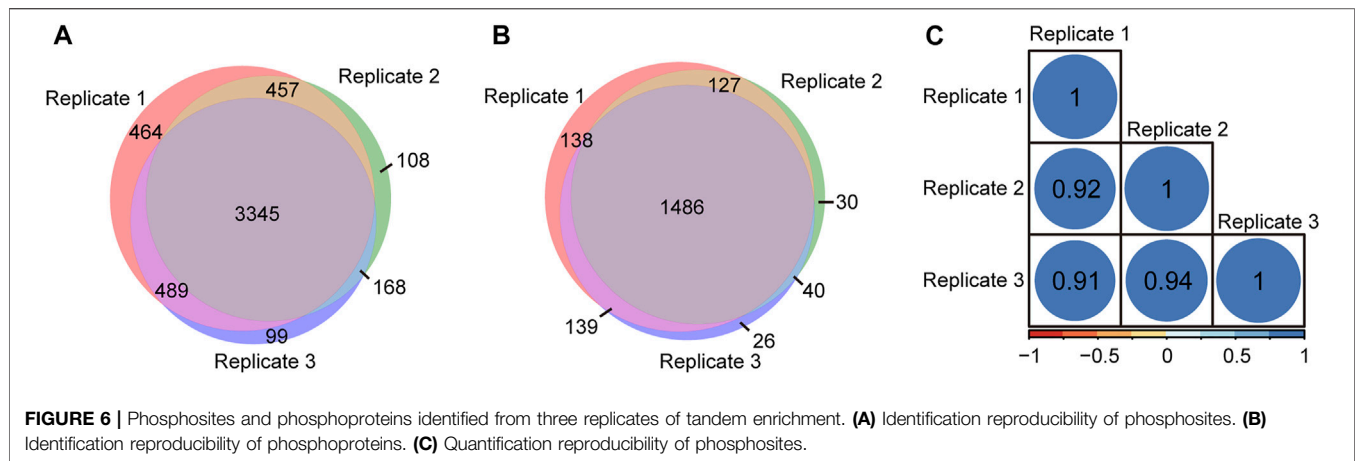 A
Replicate 1
Replicate 2
457
464
108
3345
489
168
99
Replicate 3
B
Replicate 1
Replicate 2
127
138
1486
30
40
139
26
Replicate 3
C
Replicate 1
Replicate 1
1
Replicate 2
Replicate 2
0.92
1
Replicate 3
Replicate 3
0.91
0.94
1
−1
−0.5
0
0.5
1
FIGURE 6 | Phosphosites and phosphoproteins identified from three replicates of tandem enrichment. (A) Identification reproducibility of phosphosites. (B)
Identification reproducibility of phosphoproteins. (C) Quantification reproducibility of phosphosites.